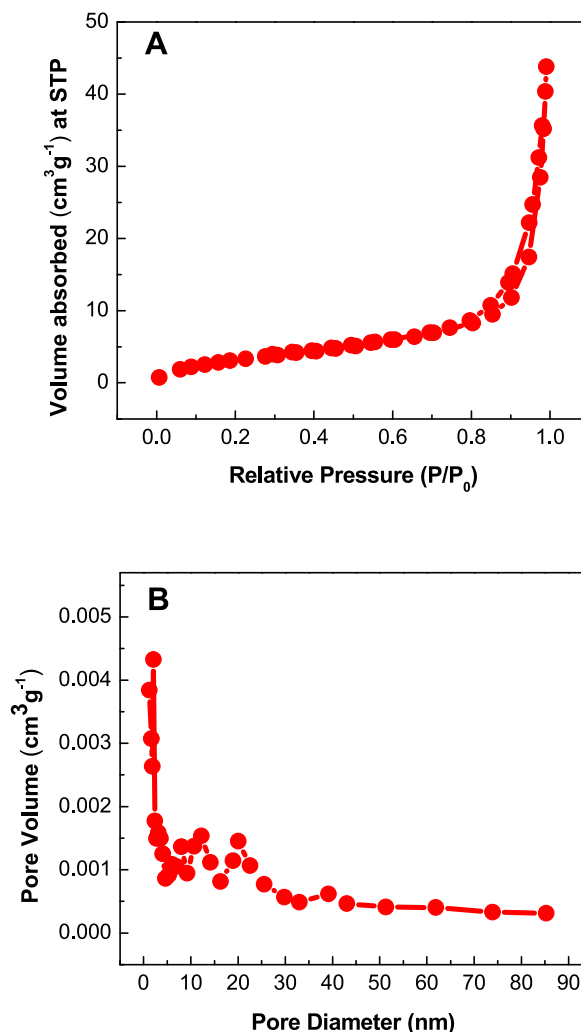 A
Volume absorbed (cm³g⁻¹) at STP
50
40
30
20
10
0
0.0 0.2 0.4 0.6 0.8 1.0
Relative Pressure (P/P₀)
B
Pore Volume (cm³g⁻¹)
0.005
0.004
0.003
0.002
0.001
0.000
0 10 20 30 40 50 60 70 80 90
Pore Diameter (nm)